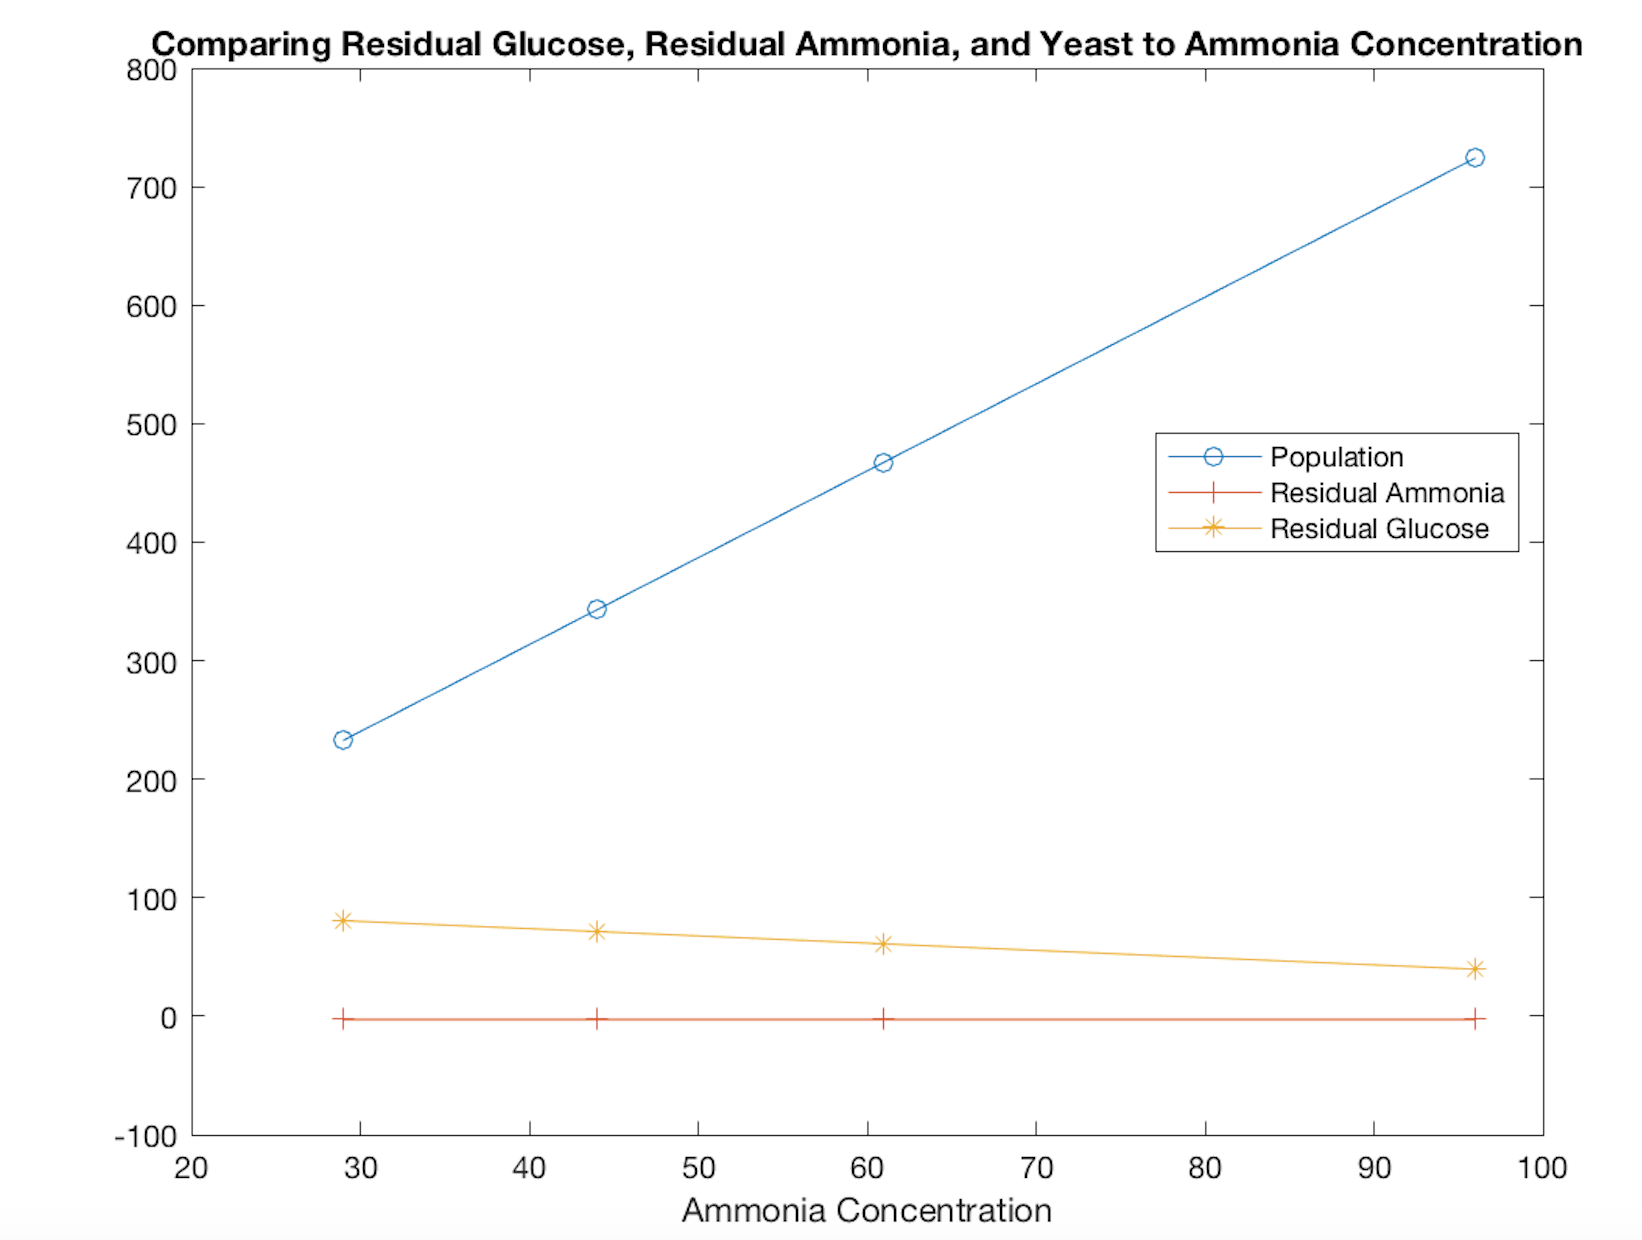 Comparing Residual Glucose, Residual Ammonia, and Yeast to Ammonia Concentration
800
700
600
500
400
300
200
100
0
-100
Population
Residual Ammonia
Residual Glucose
20 30 40 50 60 70 80 90 100
Ammonia Concentration